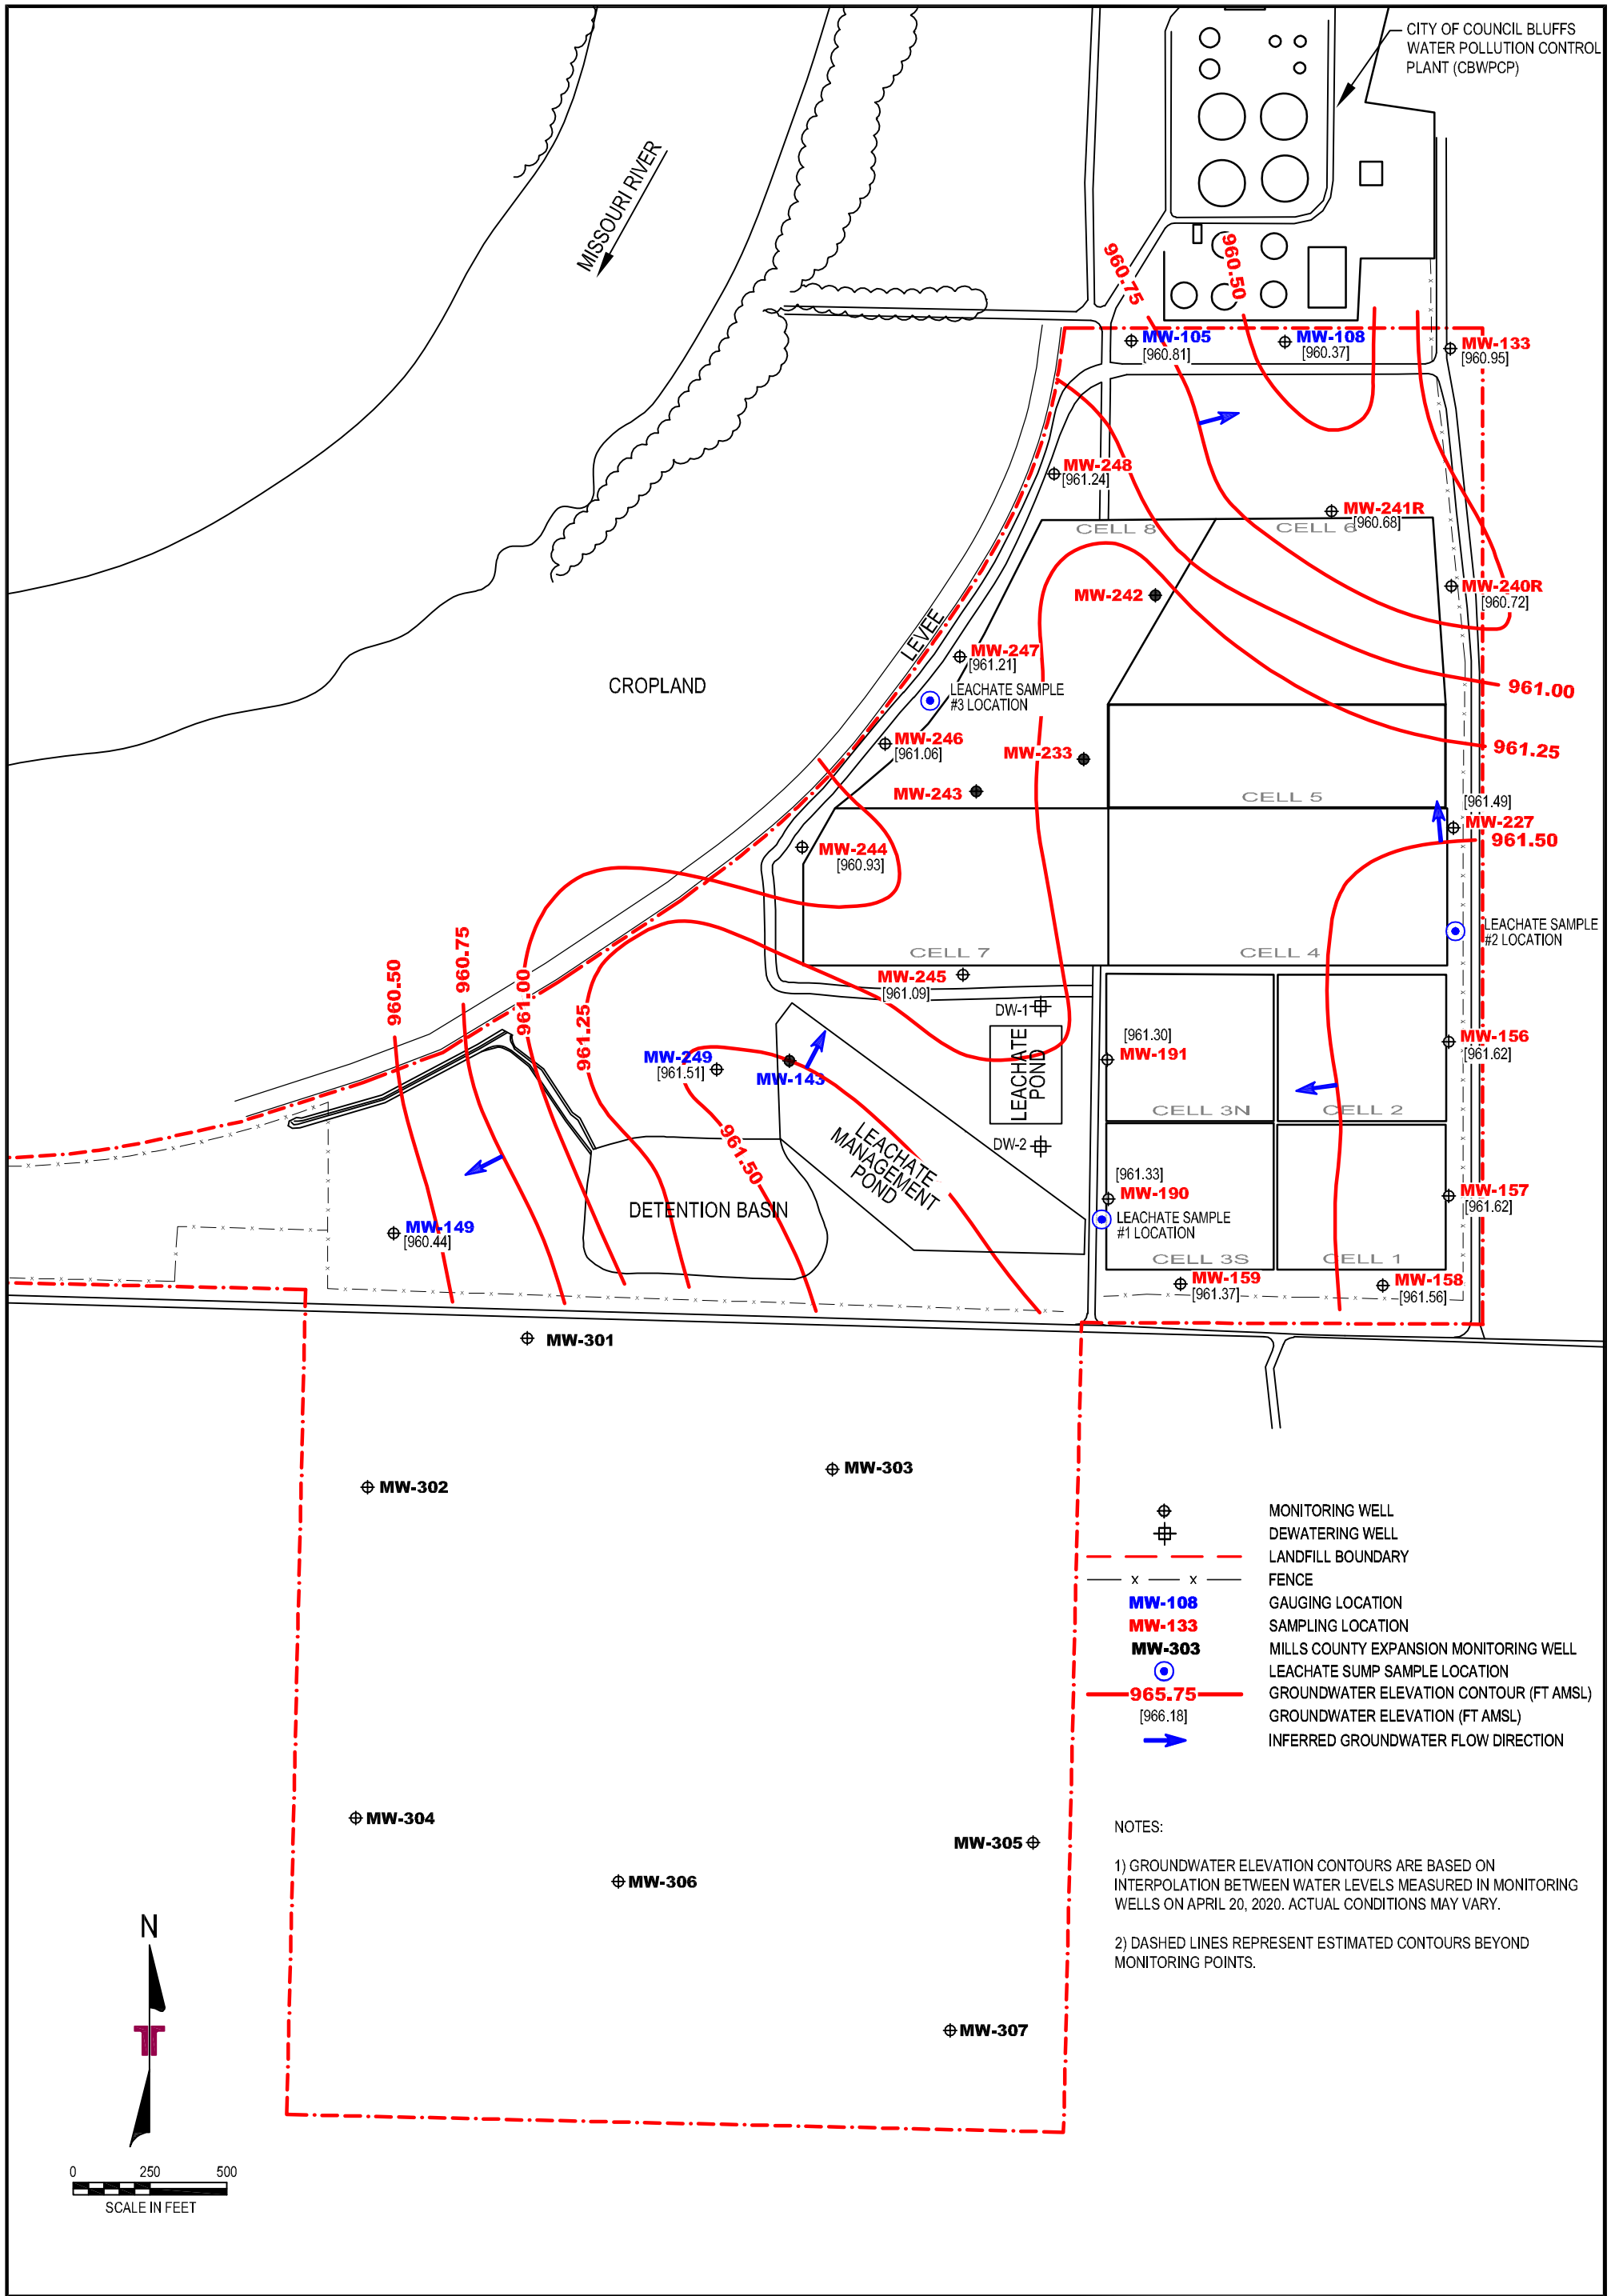 CITY OF COUNCIL BLUFFS
WATER POLLUTION CONTROL
PLANT (CBWPCP)
MISSOURI RIVER
960.75
960.50
MW-105
[960.81]
MW-108
[960.37]
MW-133
[960.95]
MW-248
[961.24]
MW-241R
[960.68]
CELL 8
CELL 6
MW-242
MW-240R
[960.72]
LEVEE
MW-247
[961.21]
CROPLAND
LEACHATE SAMPLE
#3 LOCATION
961.00
MW-246
[961.06]
MW-233
961.25
MW-243
CELL 5
[961.49]
MW-227
961.50
MW-244
[960.93]
LEACHATE SAMPLE
#2 LOCATION
CELL 7
CELL 4
960.50
960.75
961.00
961.25
MW-245
[961.09]
DW-1
[961.30]
MW-191
MW-156
[961.62]
MW-249
[961.51]
MW-143
LEACHATE
POND
CELL 3N
CELL 2
961.50
LEACHATE
MANAGEMENT
POND
DW-2
[961.33]
MW-190
MW-157
[961.62]
DETENTION BASIN
LEACHATE SAMPLE
#1 LOCATION
MW-149
[960.44]
CELL 3S
CELL 1
MW-159
[961.37]
MW-158
[961.56]
MW-301
MW-303
MW-302
MONITORING WELL
DEWATERING WELL
LANDFILL BOUNDARY
x x FENCE
MW-108 GAUGING LOCATION
MW-133 SAMPLING LOCATION
MW-303 MILLS COUNTY EXPANSION MONITORING WELL
LEACHATE SUMP SAMPLE LOCATION
965.75 GROUNDWATER ELEVATION CONTOUR (FT AMSL)
[966.18] GROUNDWATER ELEVATION (FT AMSL)
INFERRED GROUNDWATER FLOW DIRECTION
MW-304
MW-305
MW-306
MW-307
NOTES:
1) GROUNDWATER ELEVATION CONTOURS ARE BASED ON
INTERPOLATION BETWEEN WATER LEVELS MEASURED IN MONITORING
WELLS ON APRIL 20, 2020. ACTUAL CONDITIONS MAY VARY.
2) DASHED LINES REPRESENT ESTIMATED CONTOURS BEYOND
MONITORING POINTS.
N
0 250 500
SCALE IN FEET